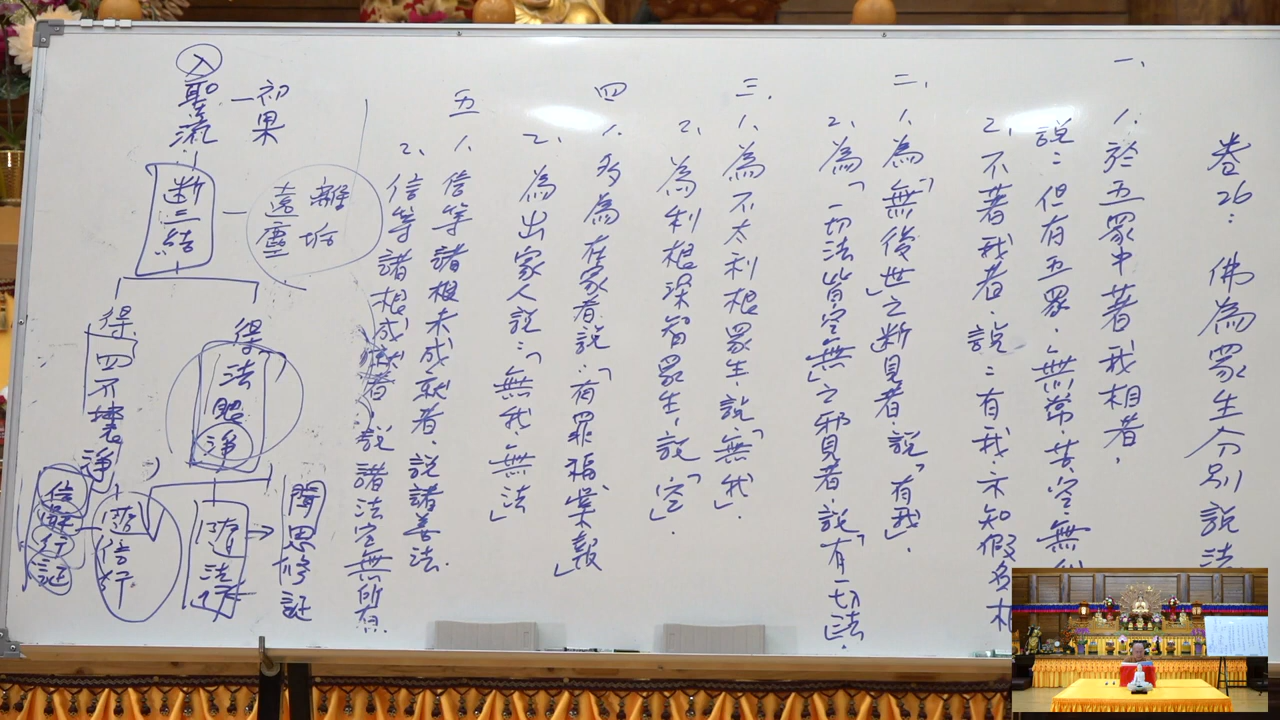 卷26：佛為眾生分別說法
一、
1、於五眾中著我相者，
說：但有五眾，無常苦空無
2、不著我者，說：有我，不知假名相
二、
1、為「無後世」之斷見者，說「有我」.
2、為「一切法皆空無」之邪見者，說「有一切法」.
三、
1、為不太利根眾生，說「無我」.
2、為利根深智眾生，說「空」.
四、
1、多為在家者，說「有罪福業報」
2、為出家人說：「無我、無法」
五
1、信等諸根未成就者，說諸善法.
2、信等諸根成就者，說諸法空無所有
初果
入聖流
斷三結
離垢
遠塵
得法眼淨
得四不壞淨
聞思修証
隨法行
隨信行
信解行証